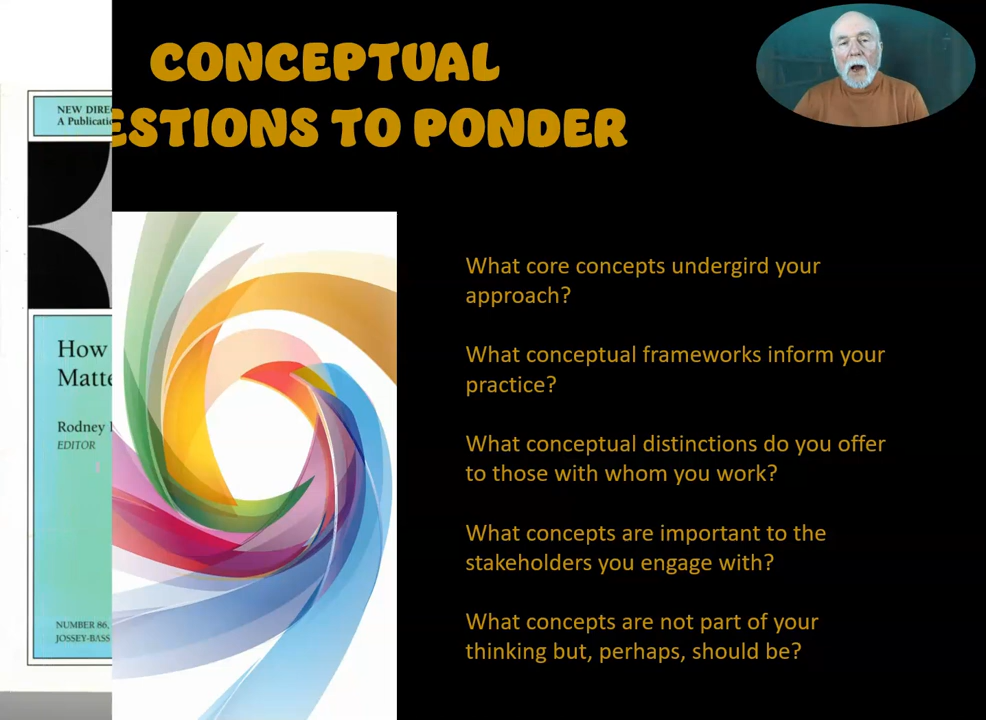 CONCEPTUAL
ESTIONS TO PONDER
NEW DIRE
A Publicatio
How
Matte
Rodney
EDITOR
NUMBER 86,
JOSSEY-BASS
What core concepts undergird your
approach?
What conceptual frameworks inform your
practice?
What conceptual distinctions do you offer
to those with whom you work?
What concepts are important to the
stakeholders you engage with?
What concepts are not part of your
thinking but, perhaps, should be?